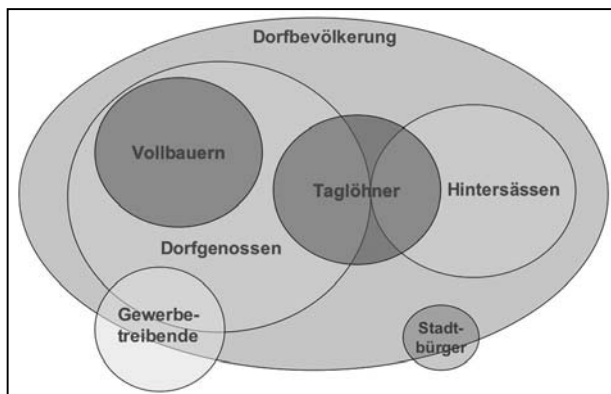 Dorfbevölkerung
Vollbauern
Taglöhner
Hintersässen
Dorfgenossen
Gewerbe-
treibende
Stadt-
bürger